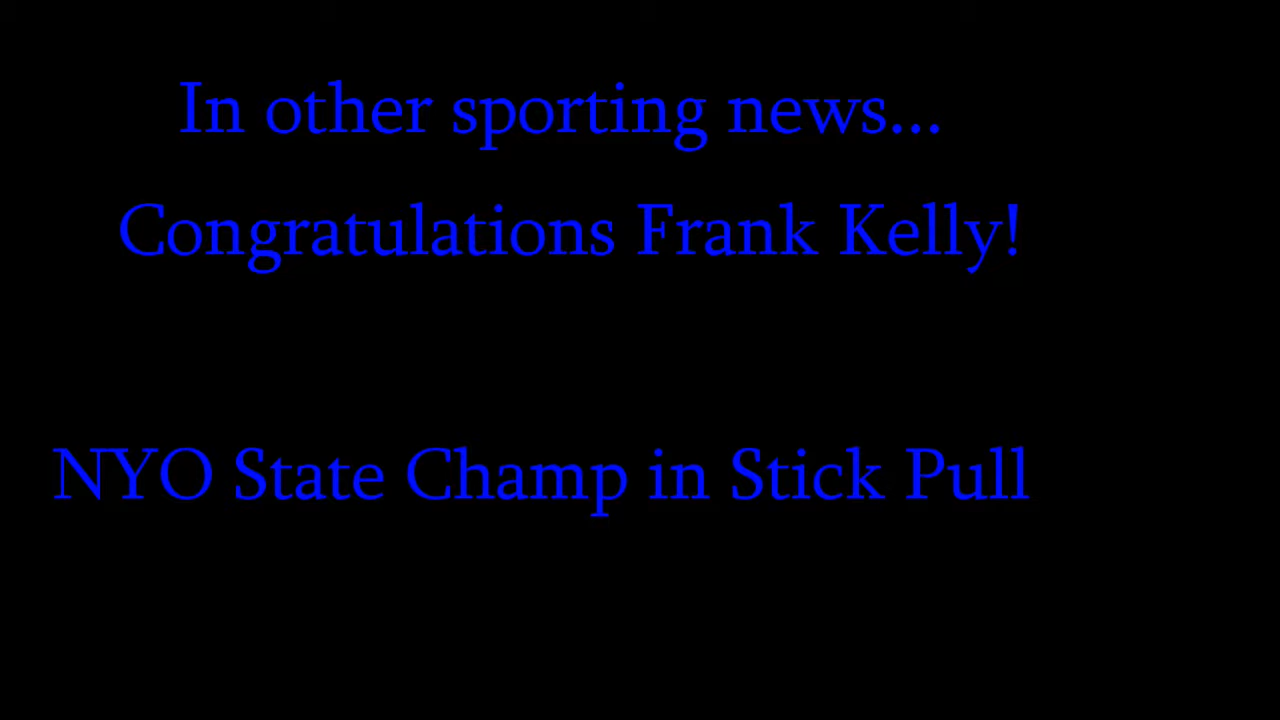 In other sporting news...
Congratulations Frank Kelly!
NYO State Champ in Stick Pull